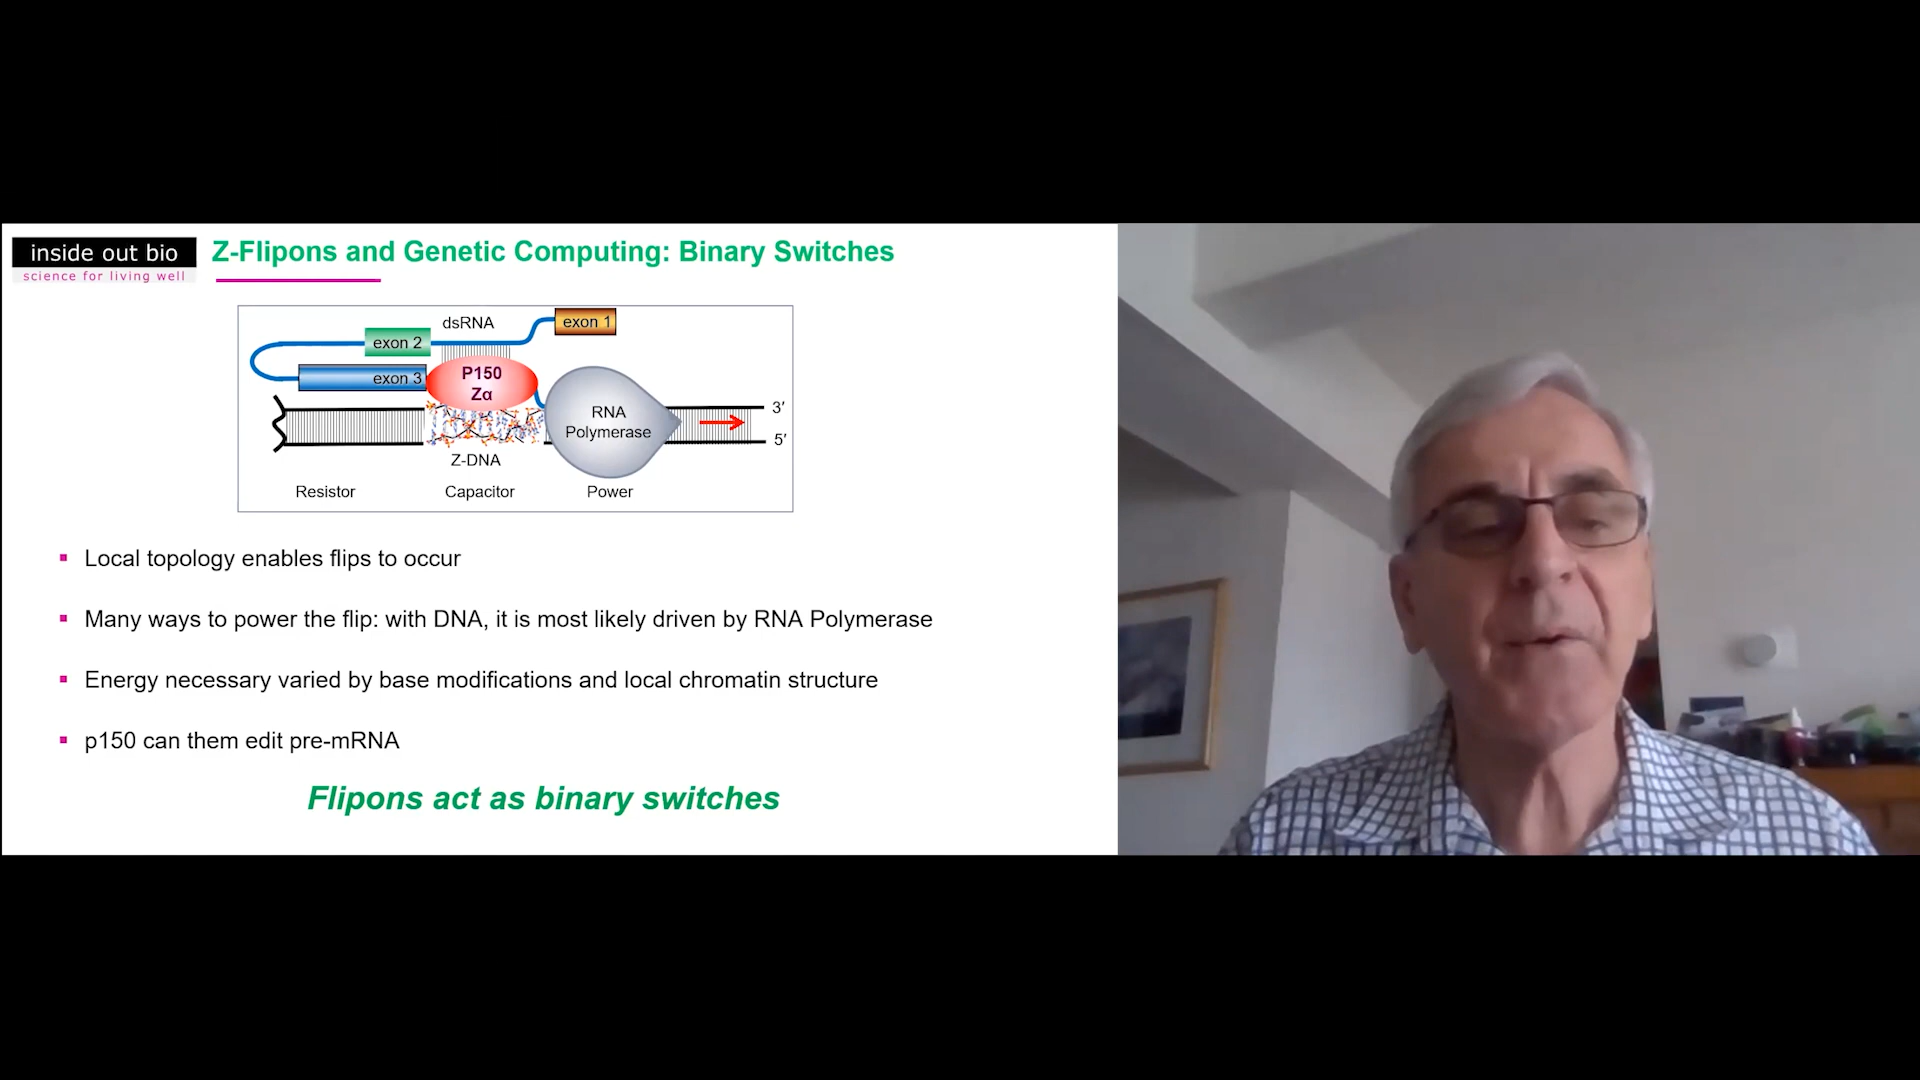 inside out bio
science for living well
Z-Flipons and Genetic Computing: Binary Switches
dsRNA
exon 1
exon 2
exon 3
P150
Zα
RNA
Polymerase
3′
5′
Z-DNA
Resistor
Capacitor
Power
Local topology enables flips to occur
Many ways to power the flip: with DNA, it is most likely driven by RNA Polymerase
Energy necessary varied by base modifications and local chromatin structure
p150 can them edit pre-mRNA
Flipons act as binary switches